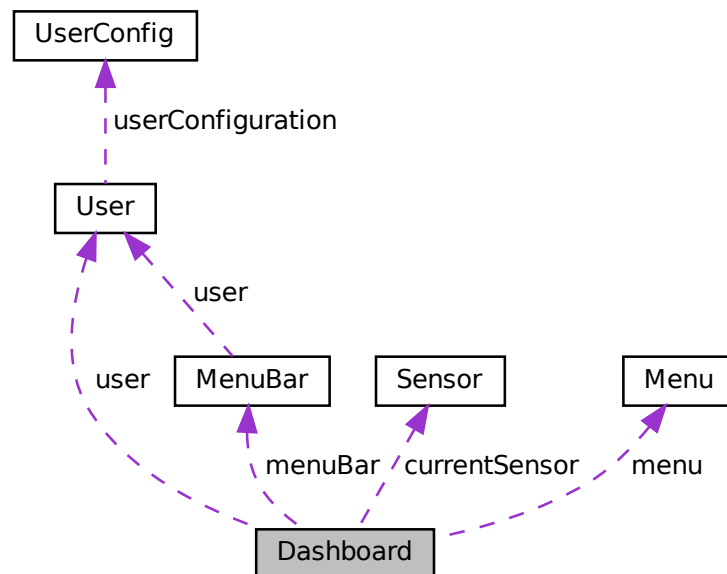 UserConfig
userConfiguration
User
user
user
MenuBar
Sensor
Menu
menuBar
currentSensor
menu
Dashboard